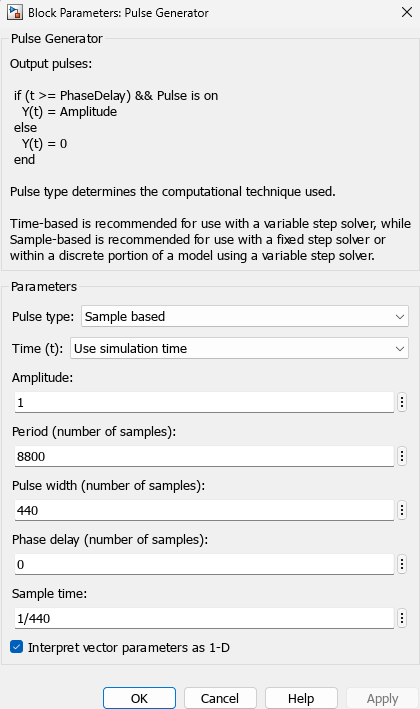 Block Parameters: Pulse Generator
Pulse Generator
Output pulses:
if (t >= PhaseDelay) && Pulse is on
Y(t) = Amplitude
else
Y(t) = 0
end
Pulse type determines the computational technique used.
Time-based is recommended for use with a variable step solver, while
Sample-based is recommended for use with a fixed step solver or
within a discrete portion of a model using a variable step solver.
Parameters
Pulse type: Sample based
Time (t): Use simulation time
Amplitude:
1
Period (number of samples):
8800
Pulse width (number of samples):
440
Phase delay (number of samples):
0
Sample time:
1/440
Interpret vector parameters as 1-D
OK Cancel Help Apply